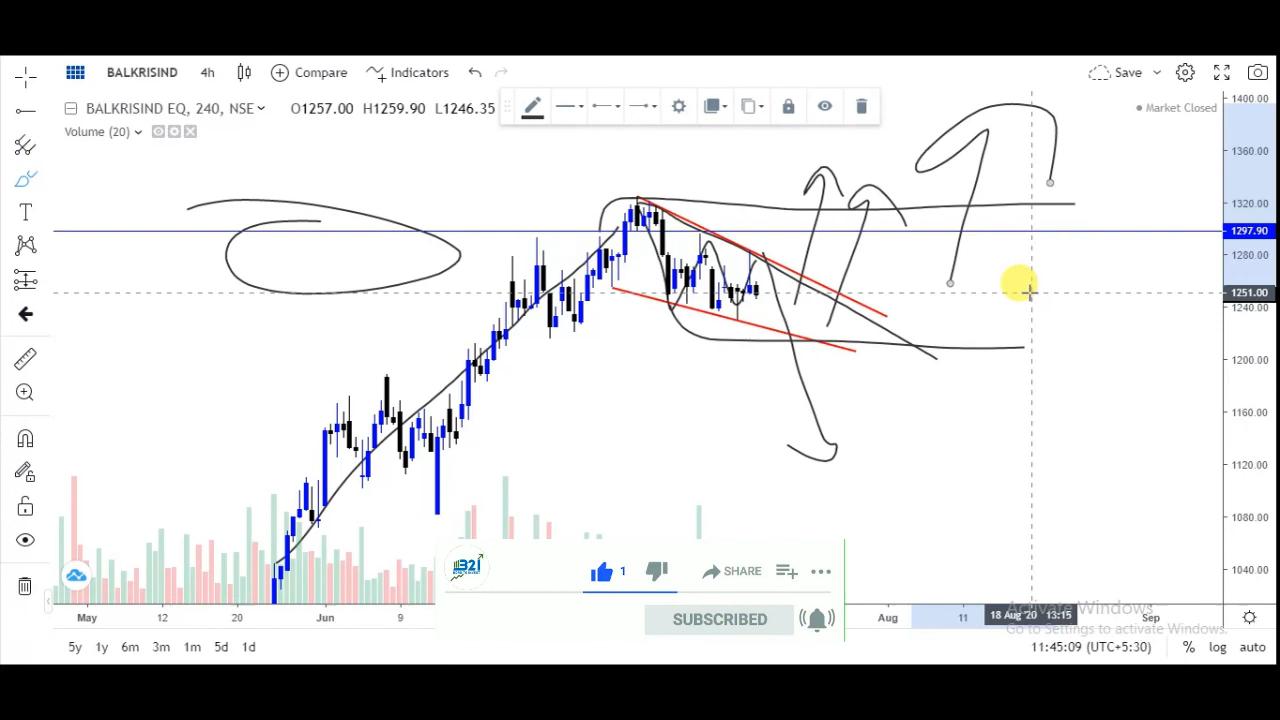 BALKRISIND 4h Compare Indicators Save
BALKRISIND EQ, 240, NSE O1257.00 H1259.90 L1246.35
Market Closed
Volume (20)
1400.00
1360.00
1320.00
1297.90
1280.00
1251.00
1240.00
1200.00
1160.00
1120.00
1080.00
1040.00
T
321
1 SHARE
SUBSCRIBED
Activate Windows
Go to Settings to activate Windows.
May 12 20 Jun 9 Aug 11 18 Aug '20 13:15 Sep
5y 1y 6m 3m 1m 5d 1d 11:45:09 (UTC+5:30) % log auto